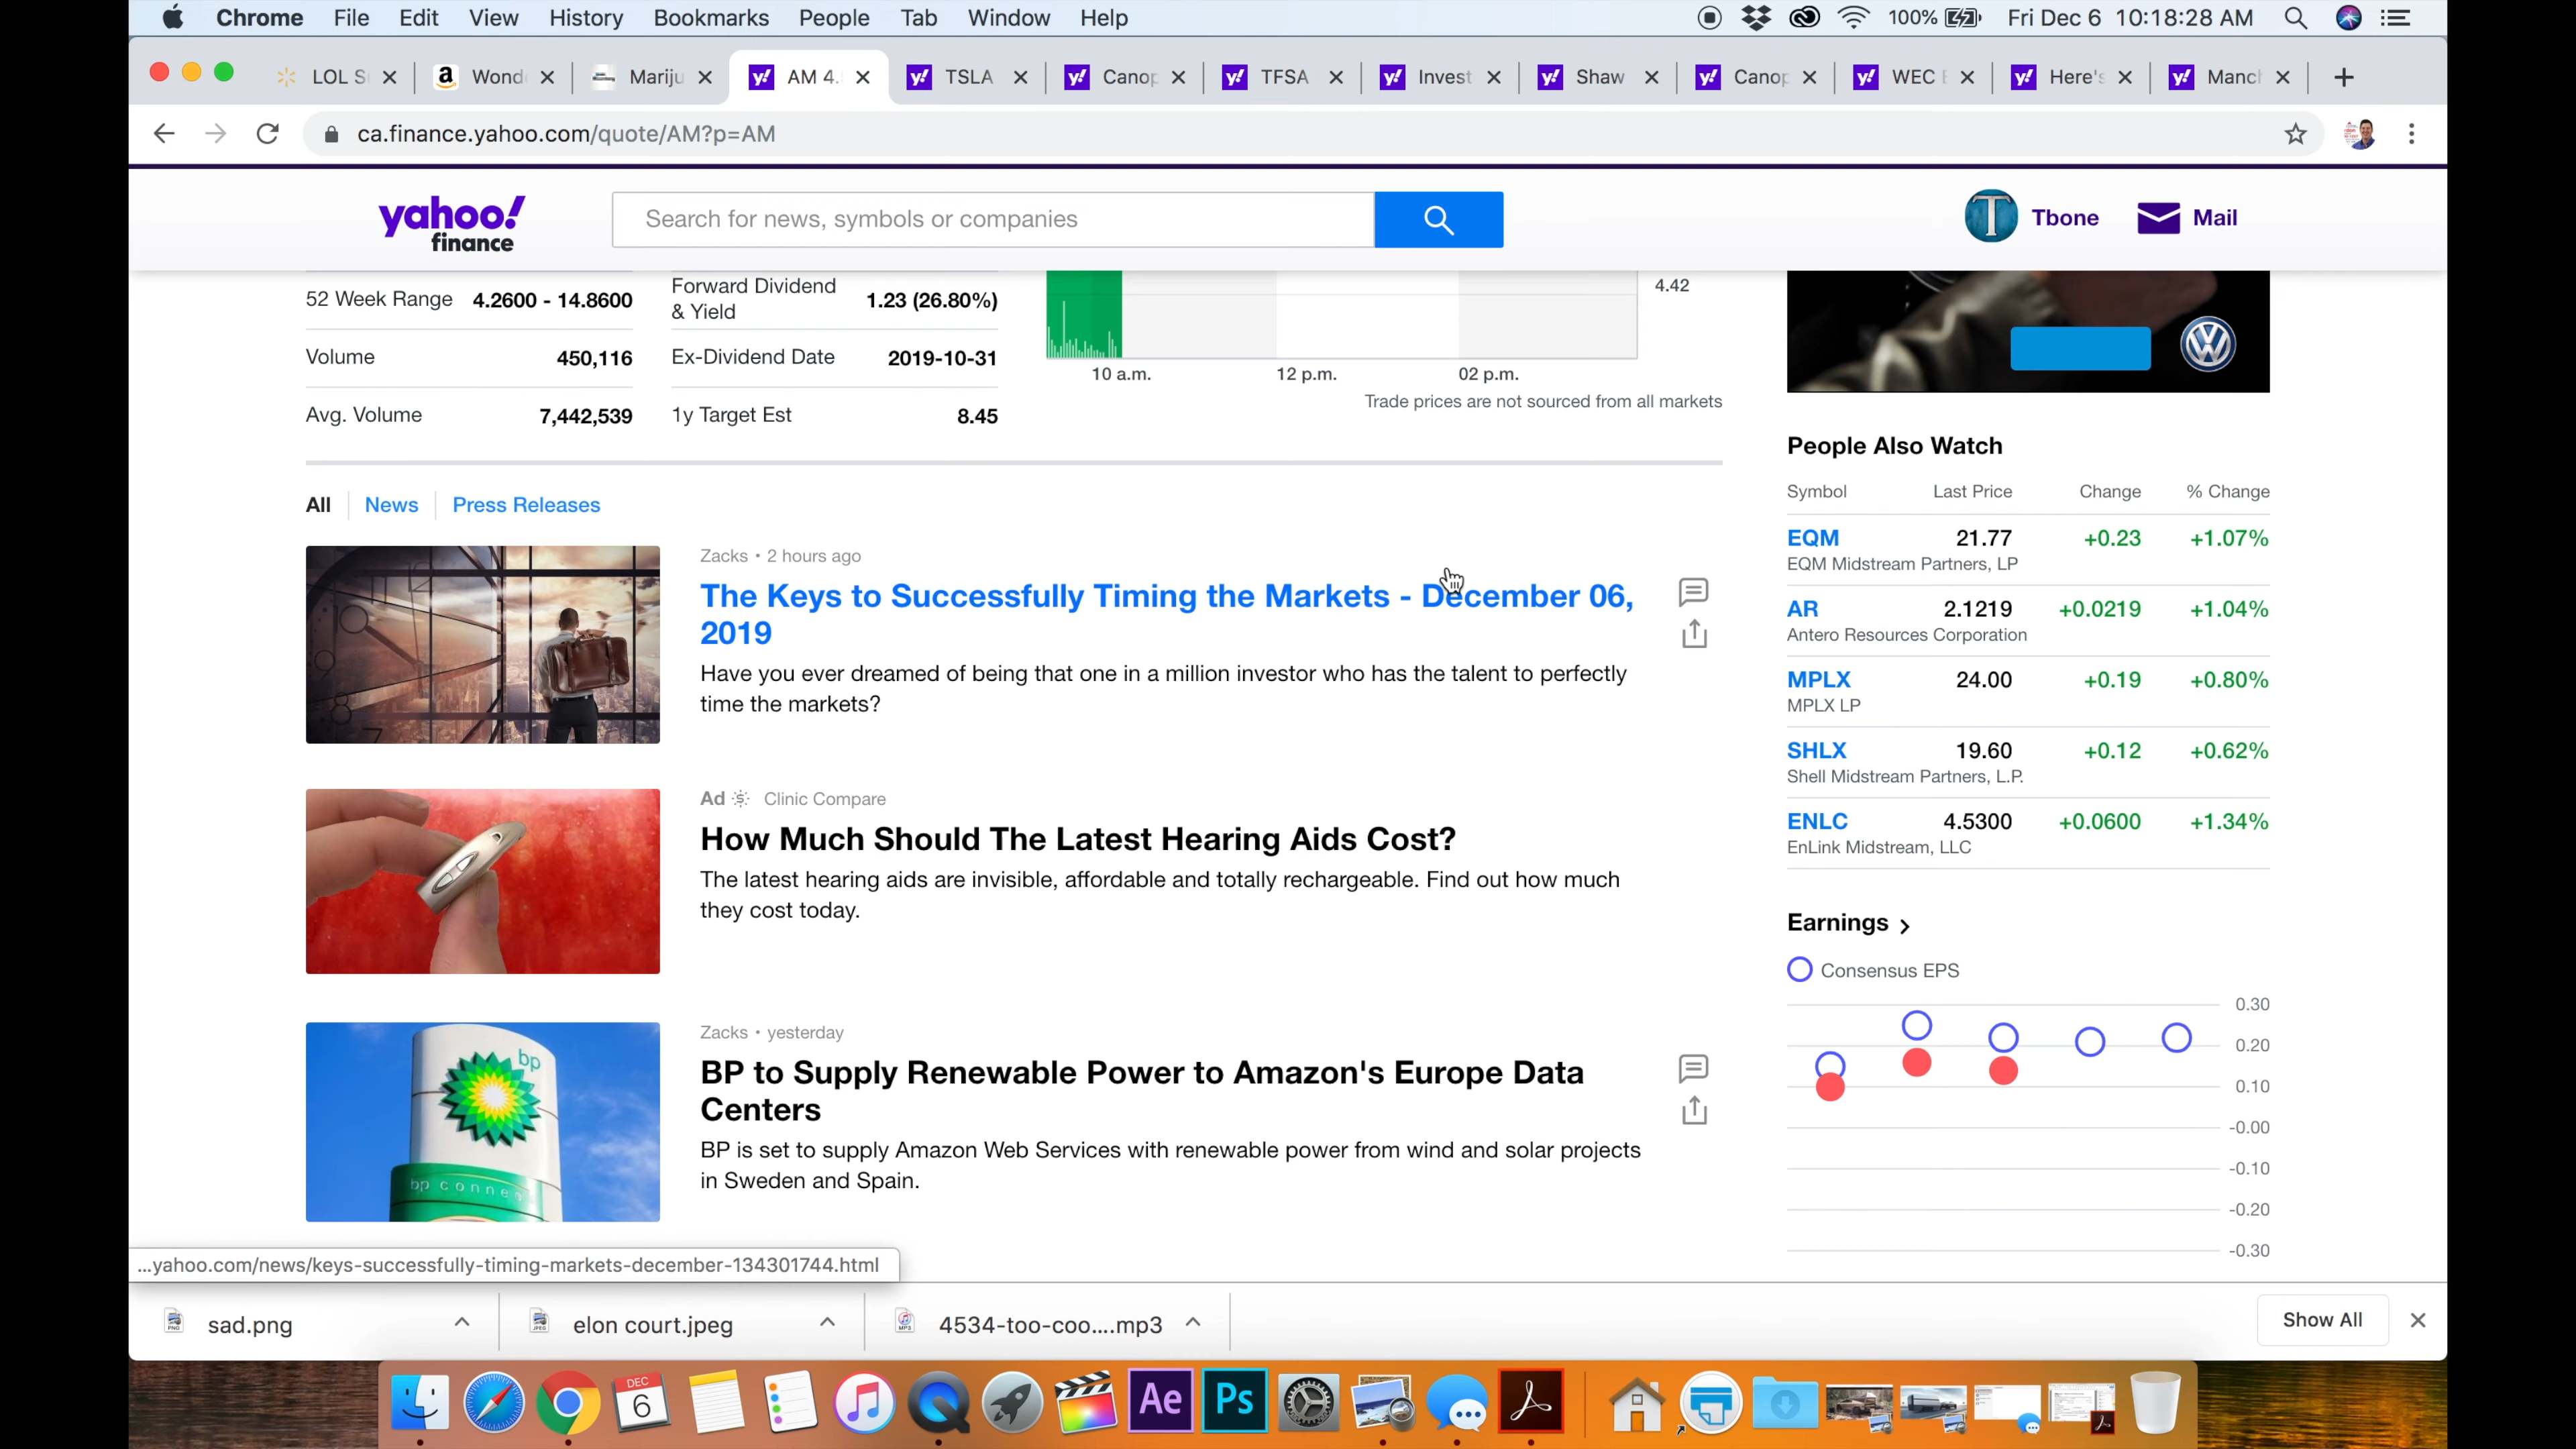 Chrome File Edit View History Bookmarks People Tab Window Help
100% Fri Dec 6 10:18:28 AM
LOL S
Wond
Mariju
AM 4.
TSLA
Canop
TFSA
Invest
Shaw
Canop
WEC
Here's
Manch
ca.finance.yahoo.com/quote/AM?p=AM
yahoo!
finance
Search for news, symbols or companies
T
Tbone
Mail
52 Week Range 4.2600 - 14.8600
Forward Dividend
& Yield
1.23 (26.80%)
Volume 450,116
Ex-Dividend Date 2019-10-31
Avg. Volume 7,442,539
1y Target Est 8.45
4.42
10 a.m. 12 p.m. 02 p.m.
Trade prices are not sourced from all markets
All News Press Releases
Zacks • 2 hours ago
The Keys to Successfully Timing the Markets - December 06,
2019
Have you ever dreamed of being that one in a million investor who has the talent to perfectly
time the markets?
Ad Clinic Compare
How Much Should The Latest Hearing Aids Cost?
The latest hearing aids are invisible, affordable and totally rechargeable. Find out how much
they cost today.
bp
bp conne
Zacks • yesterday
BP to Supply Renewable Power to Amazon's Europe Data
Centers
BP is set to supply Amazon Web Services with renewable power from wind and solar projects
in Sweden and Spain.
People Also Watch
Symbol Last Price Change % Change
EQM 21.77 +0.23 +1.07%
EQM Midstream Partners, LP
AR 2.1219 +0.0219 +1.04%
Antero Resources Corporation
MPLX 24.00 +0.19 +0.80%
MPLX LP
SHLX 19.60 +0.12 +0.62%
Shell Midstream Partners, L.P.
ENLC 4.5300 +0.0600 +1.34%
EnLink Midstream, LLC
Earnings
Consensus EPS
0.30
0.20
0.10
-0.00
-0.10
-0.20
-0.30
...yahoo.com/news/keys-successfully-timing-markets-december-134301744.html
sad.png
elon court.jpeg
4534-too-coo....mp3
Show All
DEC
6
Ae
Ps